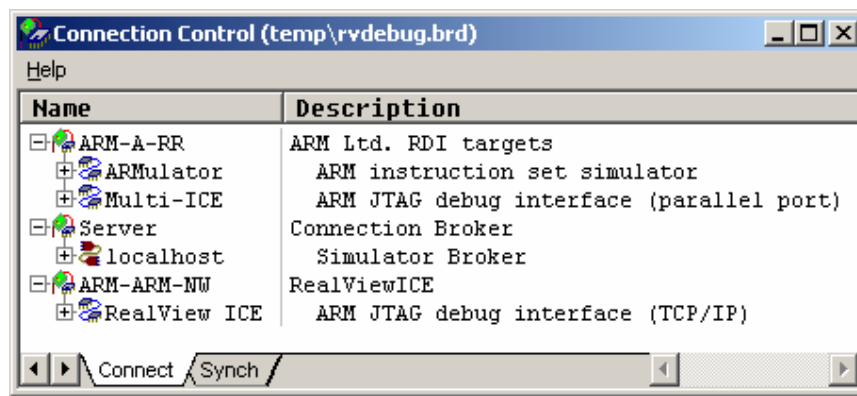 Connection Control (temp\rvdebug.brd)
Help
Name Description
ARM-A-RR ARM Ltd. RDI targets
ARMulator ARM instruction set simulator
Multi-ICE ARM JTAG debug interface (parallel port)
Server Connection Broker
localhost Simulator Broker
ARM-ARM-NW RealViewICE
RealView ICE ARM JTAG debug interface (TCP/IP)
Connect Synch